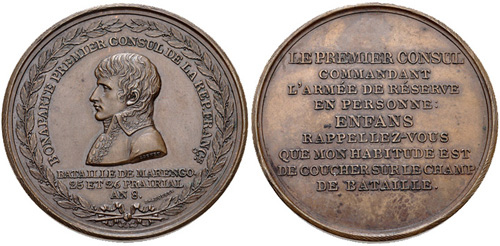 BONAPARTE PREMIER CONSUL DE LA REP. FRANÇ.
BATAILLE DE MARENGO
25 ET 26 PRAIRIAL
AN 8.
LE PREMIER CONSUL
COMMANDANT
L'ARMÉE DE RÉSERVE
EN PERSONNE:
ENFANS
RAPPELLEZ-VOUS
QUE MON HABITUDE EST
DE COUCHER SUR LE CHAMP
DE BATAILLE.